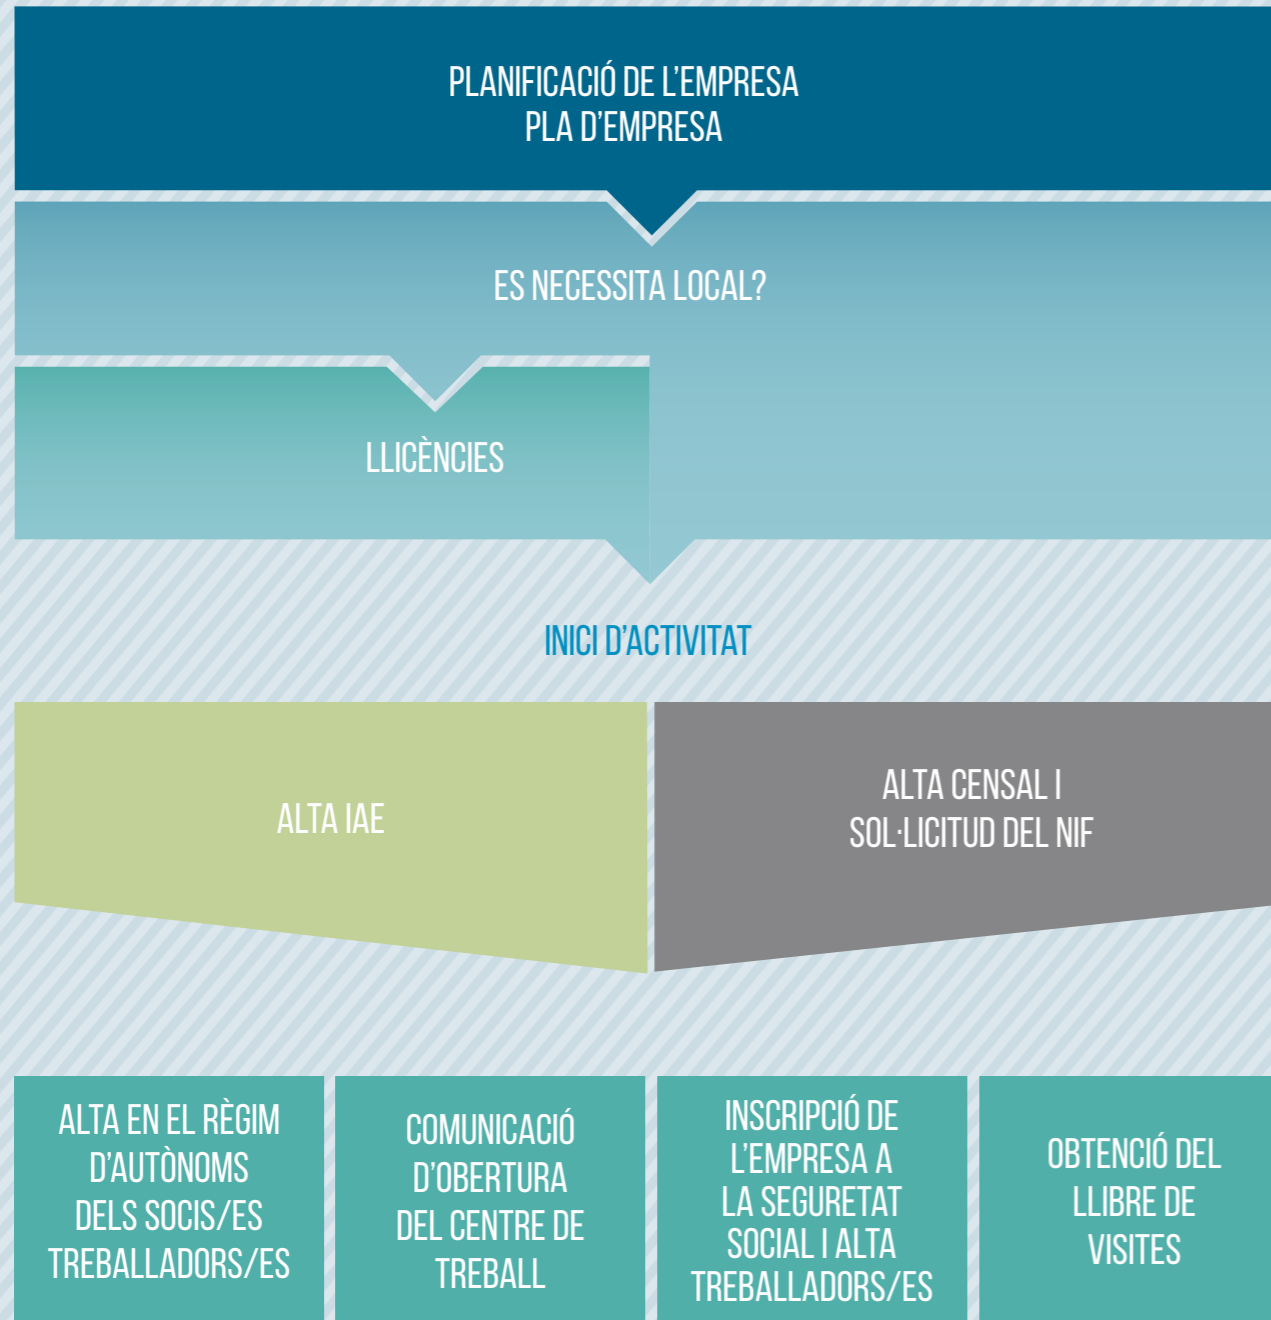 PLANIFICACIÓ DE L’EMPRESA
PLA D’EMPRESA
ES NECESSITA LOCAL?
LLICÈNCIES
INICI D’ACTIVITAT
ALTA IAE
ALTA CENSAL I
SOL·LICITUD DEL NIF
ALTA EN EL RÈGIM
D’AUTÒNOMS
DELS SOCIS/ES
TREBALLADORS/ES
COMUNICACIÓ
D’OBERTURA
DEL CENTRE DE
TREBALL
INSCRIPCIÓ DE
L’EMPRESA A
LA SEGURETAT
SOCIAL I ALTA
TREBALLADORS/ES
OBTENCIÓ DEL
LLIBRE DE
VISITES